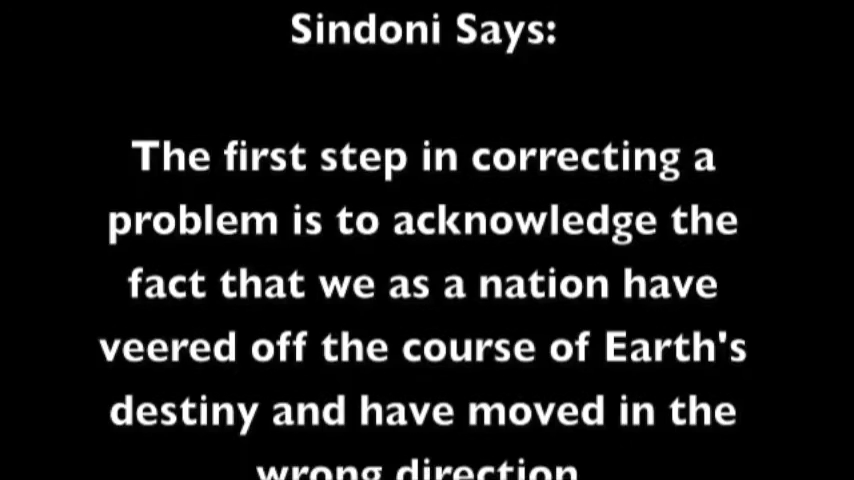 Sindoni Says:
The first step in correcting a
problem is to acknowledge the
fact that we as a nation have
veered off the course of Earth's
destiny and have moved in the
wrong direction